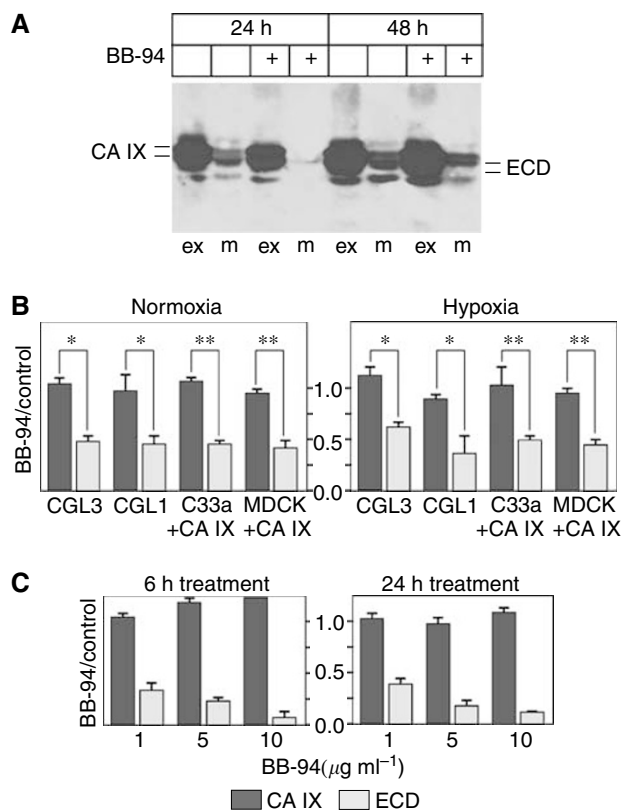 A
24 h 48 h
BB-94 + + + +
CA IX
ECD
ex m ex m ex m ex m
B
Normoxia Hypoxia
* * ** ** * * ** **
BB-94/control
1.0
0.5
0.0
CGL3 CGL1 C33a MDCK CGL3 CGL1 C33a MDCK
+CA IX +CA IX +CA IX +CA IX
C
6 h treatment 24 h treatment
BB-94/control
1.0
0.5
0.0
1 5 10 1 5 10
BB-94(μg ml⁻¹)
CA IX ECD